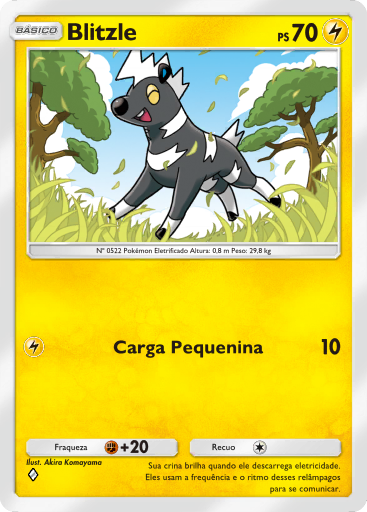 BÁSICO Blitzle PS 70
Nº 0522 Pokémon Eletrificado Altura: 0,8 m Peso: 29,8 kg
Carga Pequenina 10
Fraqueza +20 Recuo
Ilust. Akira Komayama
Sua crina brilha quando ele descarrega eletricidade.
Eles usam a frequência e o ritmo desses relâmpagos
para se comunicar.